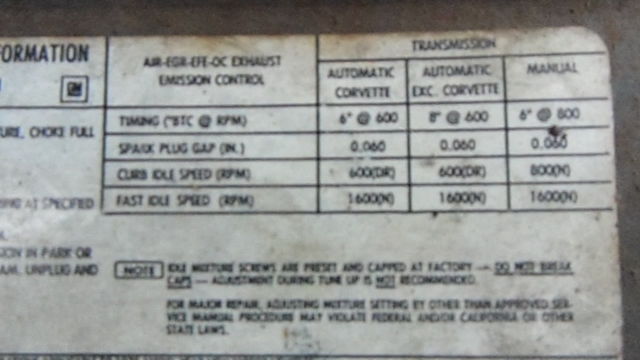 FORMATION
GM
AIR-EGR-EFE-OC EXHAUST
EMISSION CONTROL
TRANSMISSION
AUTOMATIC
CORVETTE
AUTOMATIC
EXC. CORVETTE
MANUAL
TIMING (°BTC @ RPM) 6° @ 600 8° @ 600 6° @ 800
URE, CHOKE FULL
SPARK PLUG GAP (IN.) 0.060 0.060 0.060
CURB IDLE SPEED (RPM) 600(DR) 600(DR) 800(N)
AT SPECIFIED
FAST IDLE SPEED (RPM) 1600(N) 1600(N) 1600(N)
ION IN PARK OR
AM, UNPLUG AND
NOTE IDLE MIXTURE SCREWS ARE PRESET AND CAPPED AT FACTORY — DO NOT BREAK
CAPS — ADJUSTMENT DURING TUNE UP IS NOT RECOMMENDED.
FOR MAJOR REPAIR, ADJUSTING MIXTURE SETTING BY OTHER THAN APPROVED SER-
VICE MANUAL PROCEDURE MAY VIOLATE FEDERAL AND/OR CALIFORNIA OR OTHER
STATE LAWS.